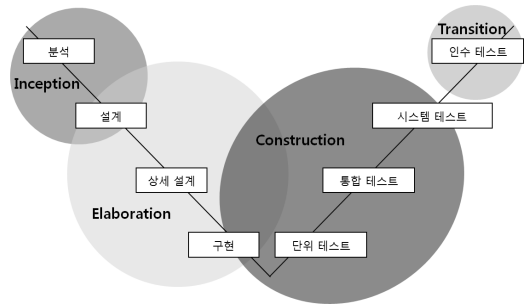 Transition
분석
인수 테스트
Inception
설계
시스템 테스트
Construction
상세 설계
통합 테스트
Elaboration
구현
단위 테스트